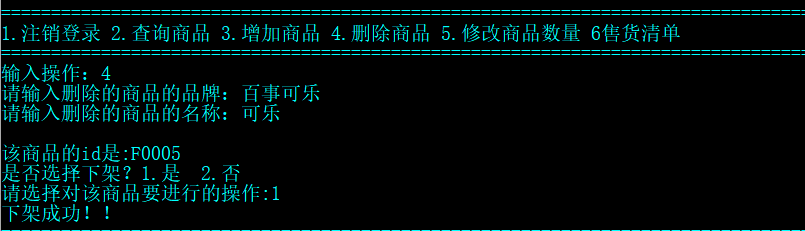 ================================================================================
1.注销登录 2.查询商品 3.增加商品 4.删除商品 5.修改商品数量 6售货清单
================================================================================
输入操作：4
请输入删除的商品的品牌：百事可乐
请输入删除的商品的名称：可乐
该商品的id是:F0005
是否选择下架？1.是  2.否
请选择对该商品要进行的操作:1
下架成功！！
================================================================================